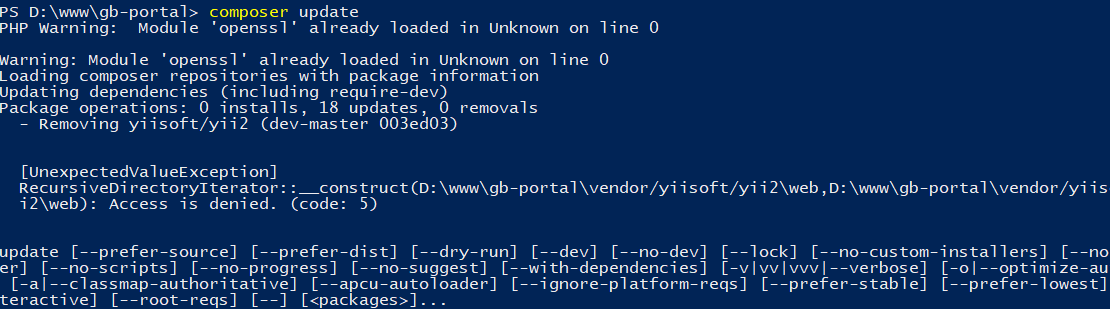 PS D:\www\gb-portal> composer update
PHP Warning:  Module 'openssl' already loaded in Unknown on line 0
Warning: Module 'openssl' already loaded in Unknown on line 0
Loading composer repositories with package information
Updating dependencies (including require-dev)
Package operations: 0 installs, 18 updates, 0 removals
  - Removing yiisoft/yii2 (dev-master 003ed03)
  [UnexpectedValueException]
  RecursiveDirectoryIterator::__construct(D:\www\gb-portal\vendor/yiisoft/yii2\web,D:\www\gb-portal\vendor/yiis
  i2\web): Access is denied. (code: 5)
update [--prefer-source] [--prefer-dist] [--dry-run] [--dev] [--no-dev] [--lock] [--no-custom-installers] [--no
er] [--no-scripts] [--no-progress] [--no-suggest] [--with-dependencies] [-v|vv|vvv|--verbose] [-o|--optimize-au
 [-a|--classmap-authoritative] [--apcu-autoloader] [--ignore-platform-reqs] [--prefer-stable] [--prefer-lowest]
teractive] [--root-reqs] [--] [<packages>]...